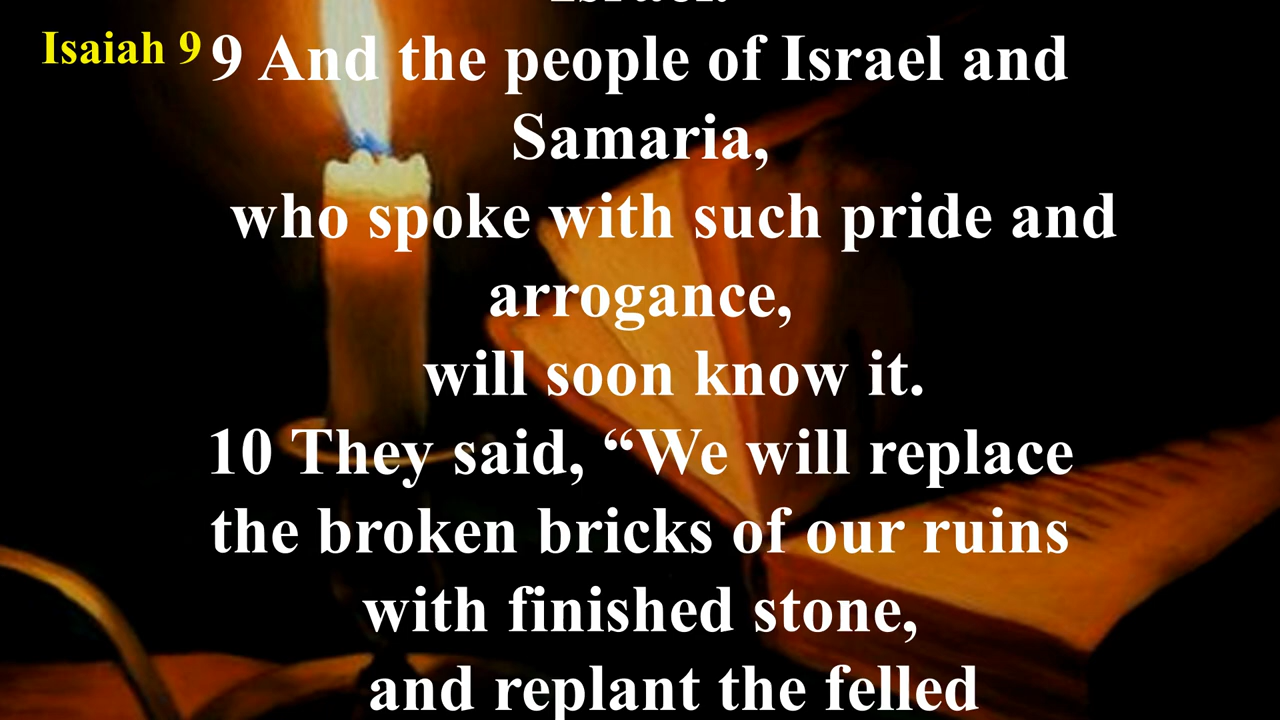 Isaiah 9
9 And the people of Israel and
Samaria,
who spoke with such pride and
arrogance,
will soon know it.
10 They said, “We will replace
the broken bricks of our ruins
with finished stone,
and replant the felled